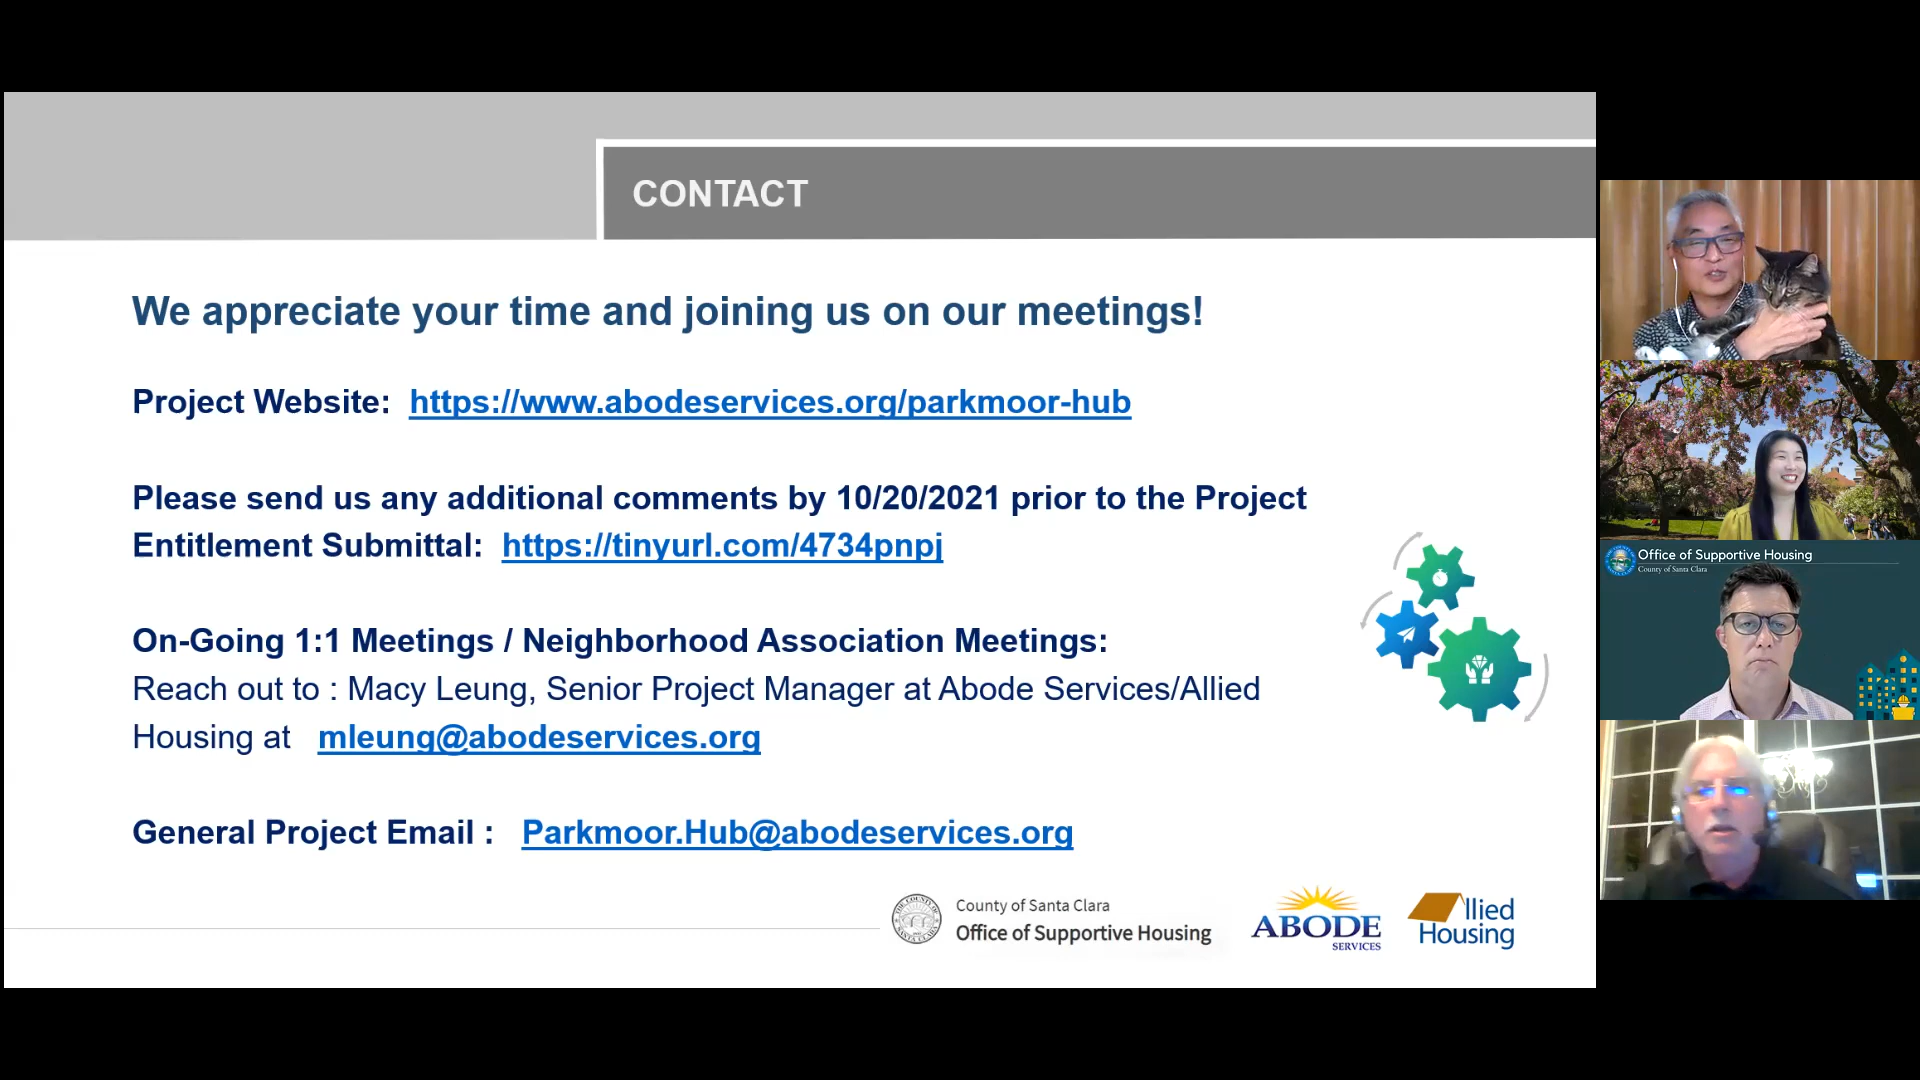 CONTACT
We appreciate your time and joining us on our meetings!
Project Website: https://www.abodeservices.org/parkmoor-hub
Please send us any additional comments by 10/20/2021 prior to the Project
Entitlement Submittal: https://tinyurl.com/4734pnpj
On-Going 1:1 Meetings / Neighborhood Association Meetings:
Reach out to : Macy Leung, Senior Project Manager at Abode Services/Allied
Housing at mleung@abodeservices.org
General Project Email : Parkmoor.Hub@abodeservices.org
County of Santa Clara
Office of Supportive Housing
ABODE
SERVICES
llied
Housing
Office of Supportive Housing
County of Santa Clara